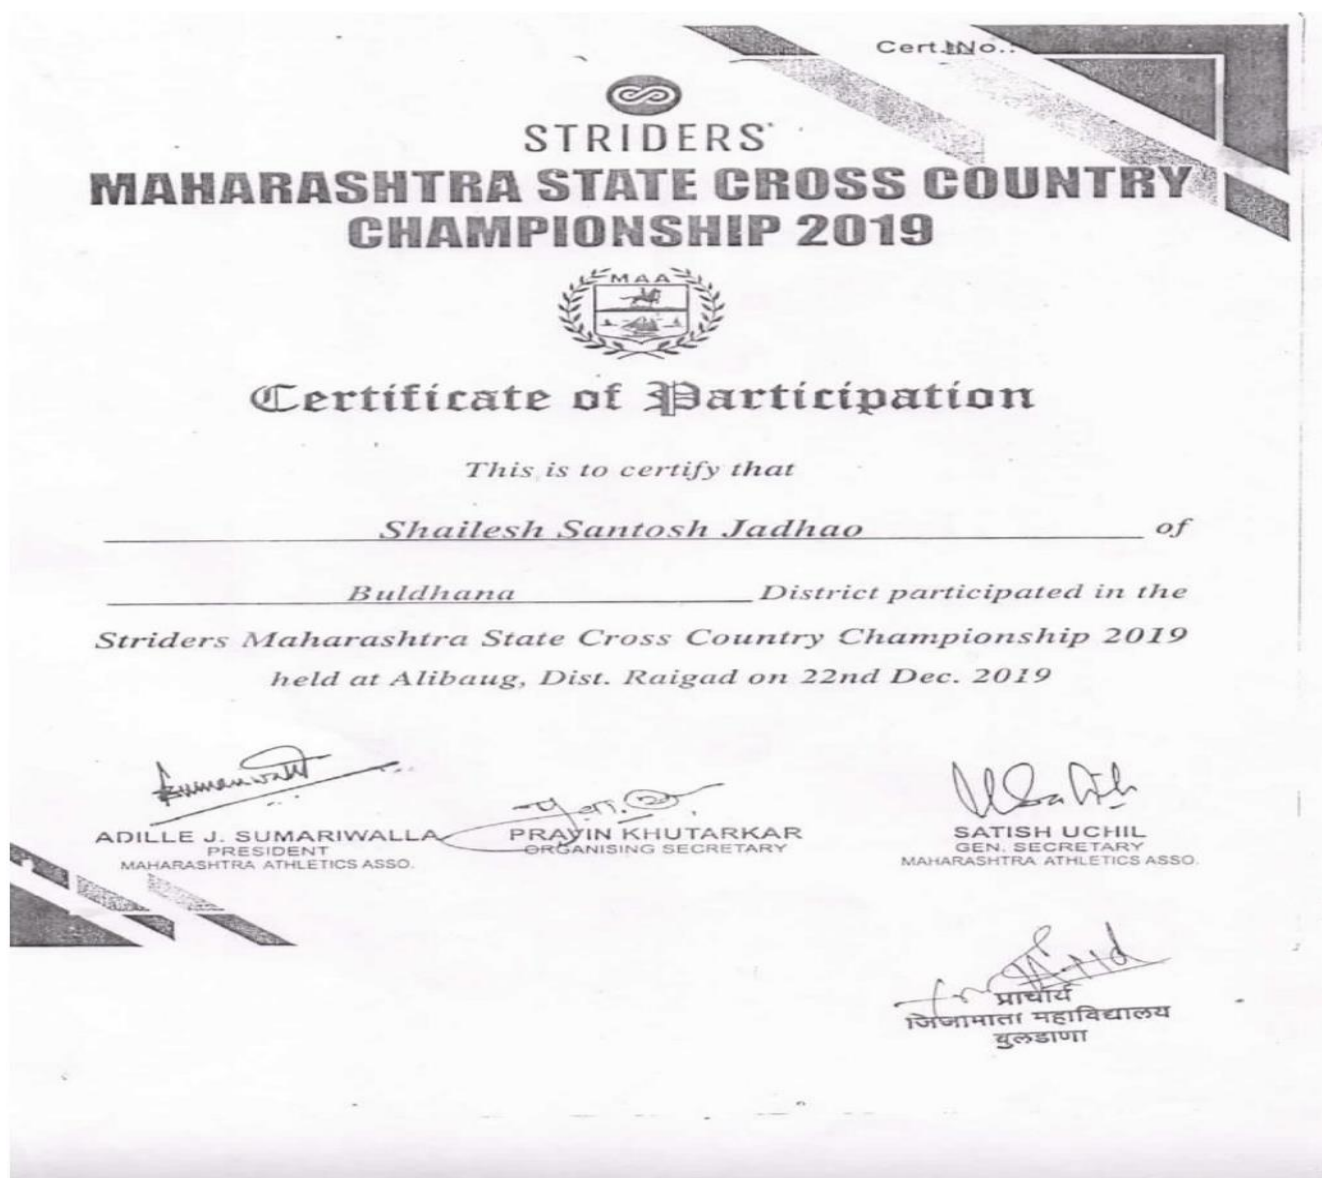 Cert. No.:
STRIDERS
MAHARASHTRA STATE CROSS COUNTRY
CHAMPIONSHIP 2019
MAA
Certificate of Participation
This is to certify that
Shailesh Santosh Jadhao of
Buldhana District participated in the
Striders Maharashtra State Cross Country Championship 2019
held at Alibaug, Dist. Raigad on 22nd Dec. 2019
ADILLE J. SUMARIWALLA
PRESIDENT
MAHARASHTRA ATHLETICS ASSO.
PRAVIN KHUTARKAR
ORGANISING SECRETARY
SATISH UCHIL
GEN. SECRETARY
MAHARASHTRA ATHLETICS ASSO.
प्राचार्य
जिजामाता महाविद्यालय
बुलडाणा